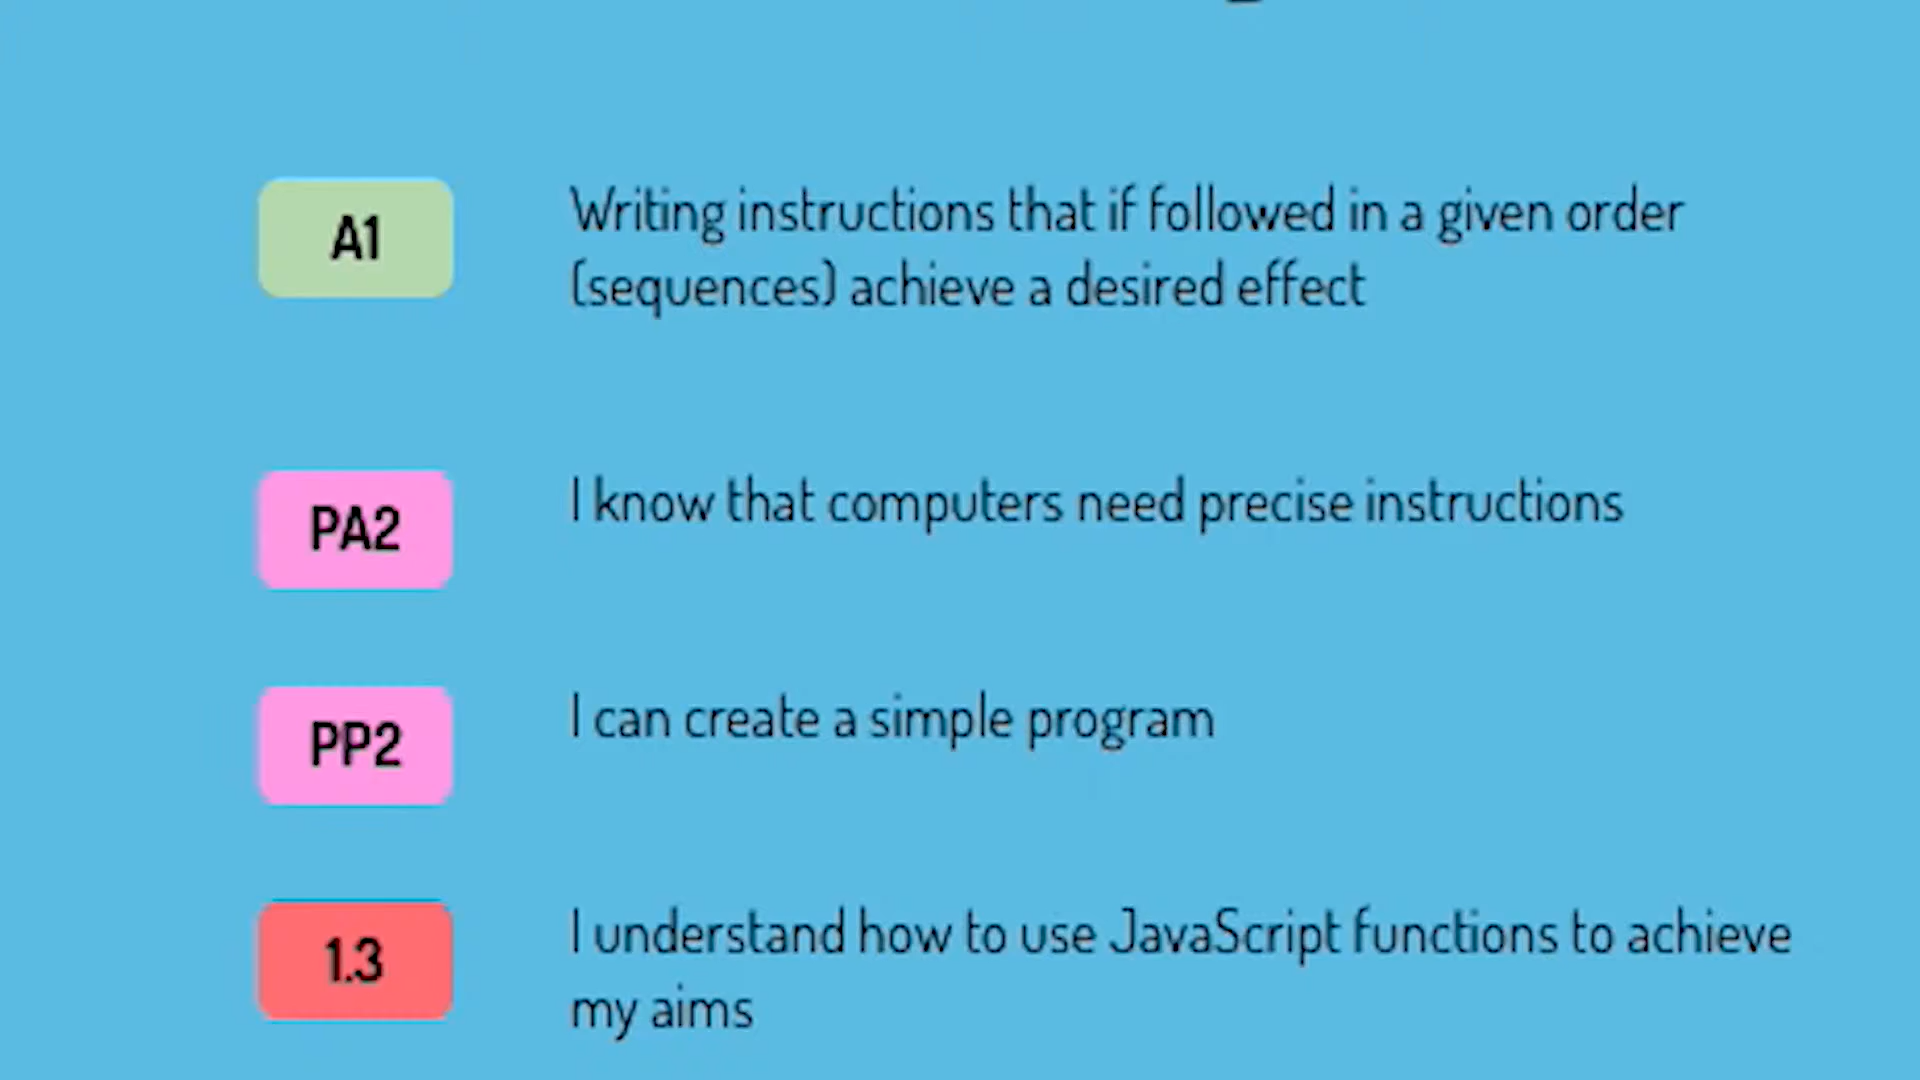 A1
Writing instructions that if followed in a given order
(sequences) achieve a desired effect
PA2
I know that computers need precise instructions
PP2
I can create a simple program
1.3
I understand how to use JavaScript functions to achieve
my aims